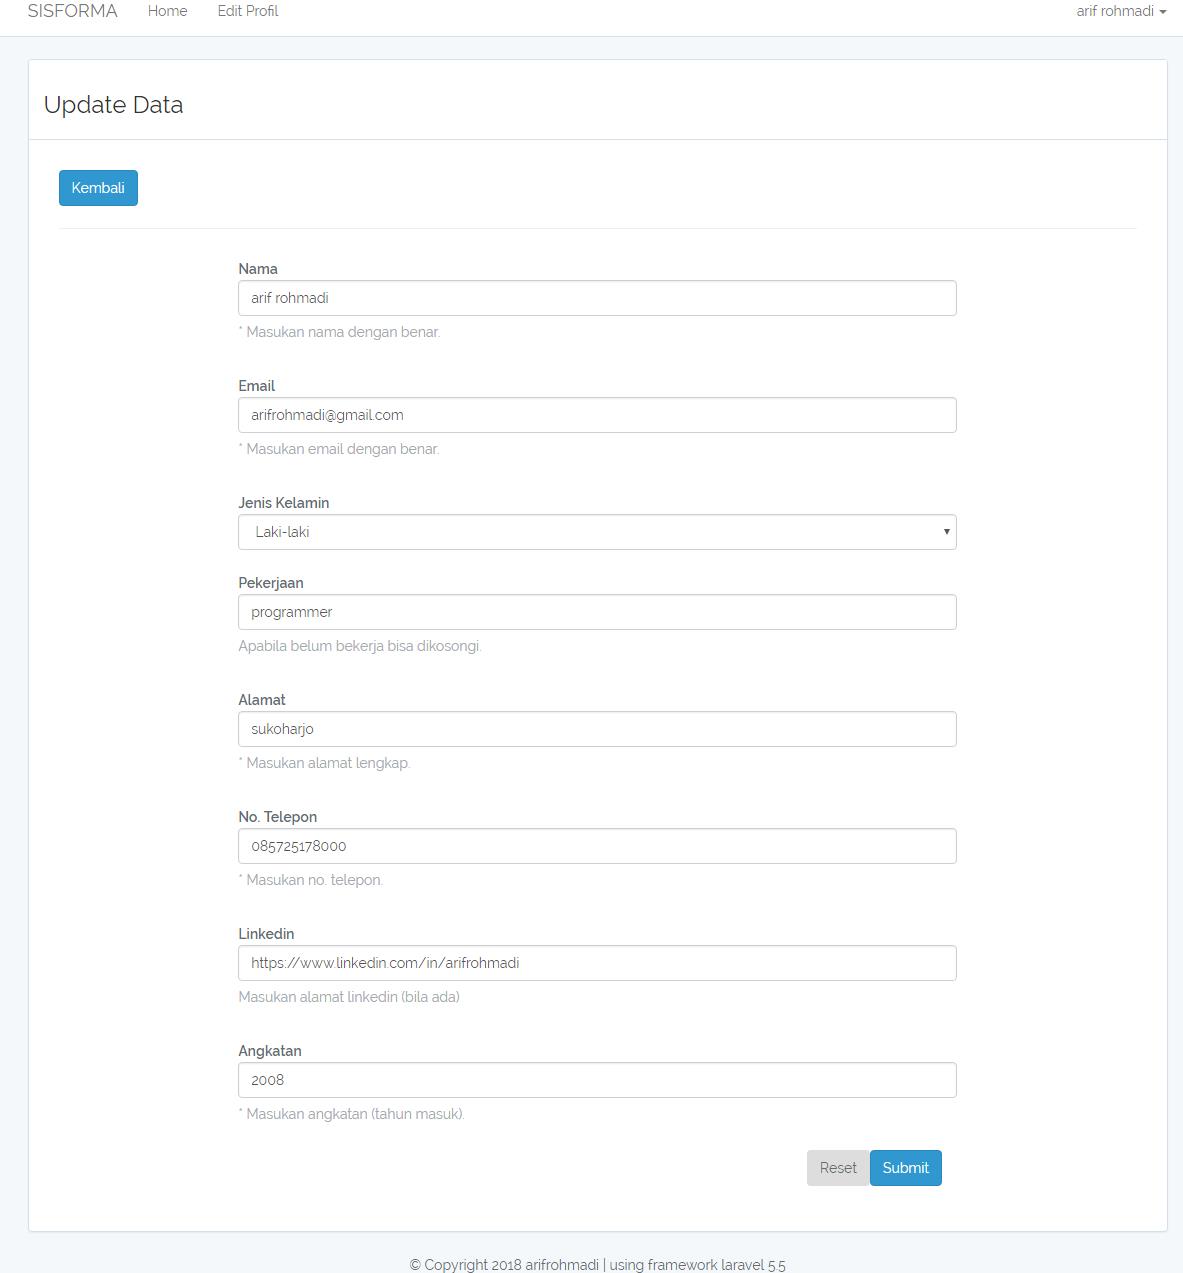 SISFORMA Home Edit Profil arif rohmadi
Update Data
Kembali
Nama
arif rohmadi
* Masukan nama dengan benar.
Email
arifrohmadi@gmail.com
* Masukan email dengan benar.
Jenis Kelamin
Laki-laki
Pekerjaan
programmer
Apabila belum bekerja bisa dikosongi.
Alamat
sukoharjo
* Masukan alamat lengkap.
No. Telepon
085725178000
* Masukan no. telepon.
Linkedin
https://www.linkedin.com/in/arifrohmadi
Masukan alamat linkedin (bila ada)
Angkatan
2008
* Masukan angkatan (tahun masuk).
Reset Submit
© Copyright 2018 arifrohmadi | using framework laravel 5.5